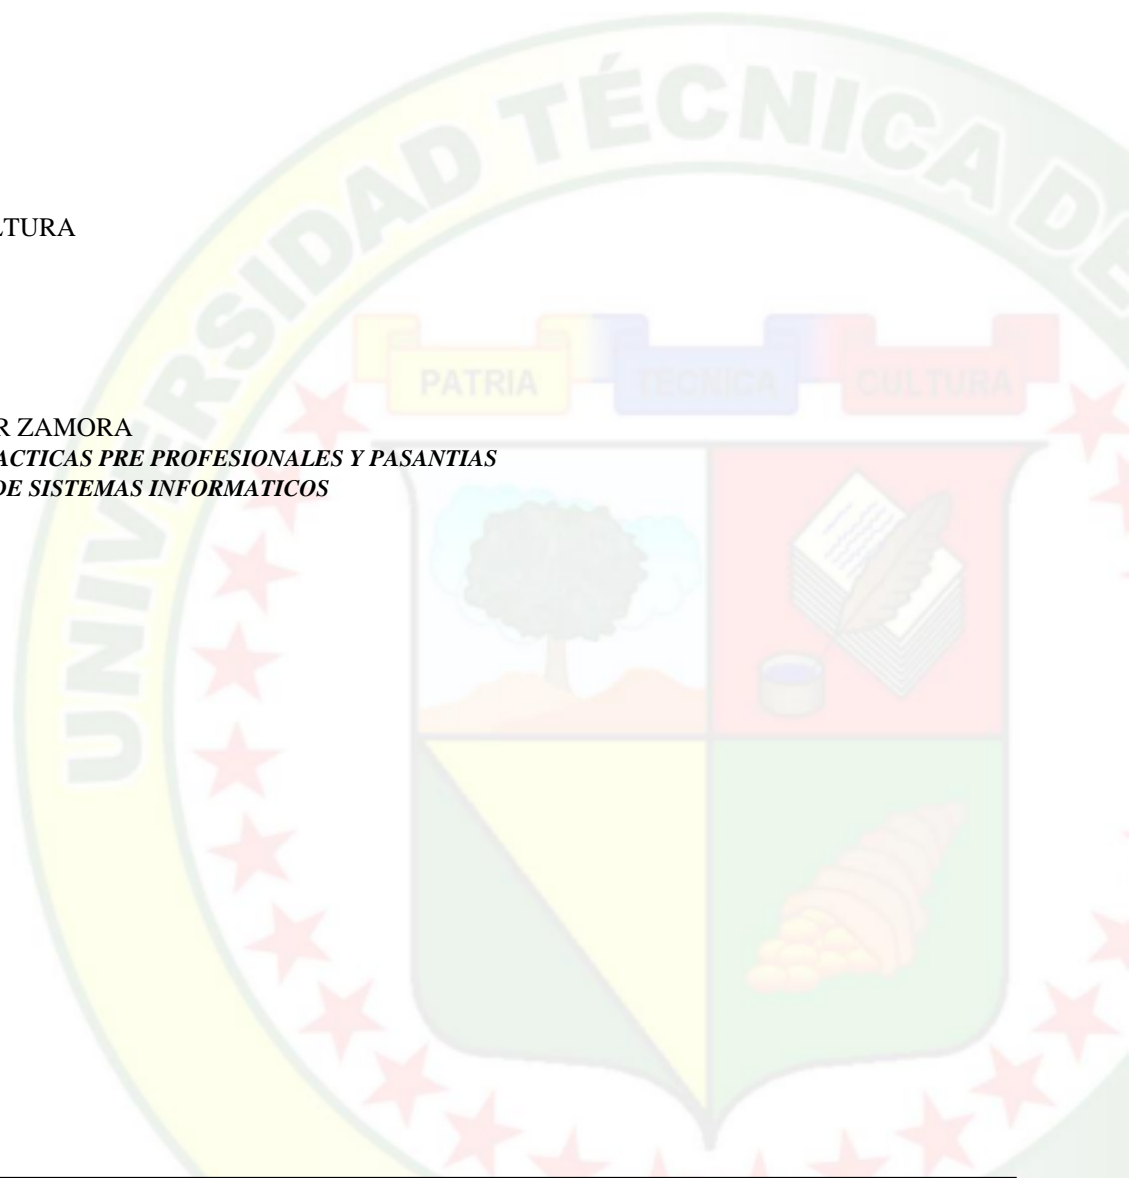 UNIVERSIDAD TÉCNICA DE
LTURA
PATRIA TECNICA CULTURA
R ZAMORA
ACTICAS PRE PROFESIONALES Y PASANTIAS
DE SISTEMAS INFORMATICOS